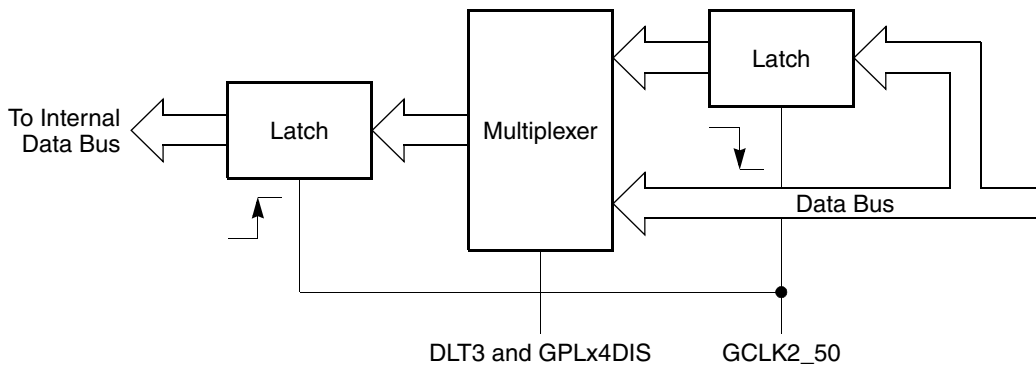 Latch
To Internal
Data Bus
Latch
Multiplexer
Data Bus
DLT3 and GPLx4DIS
GCLK2_50